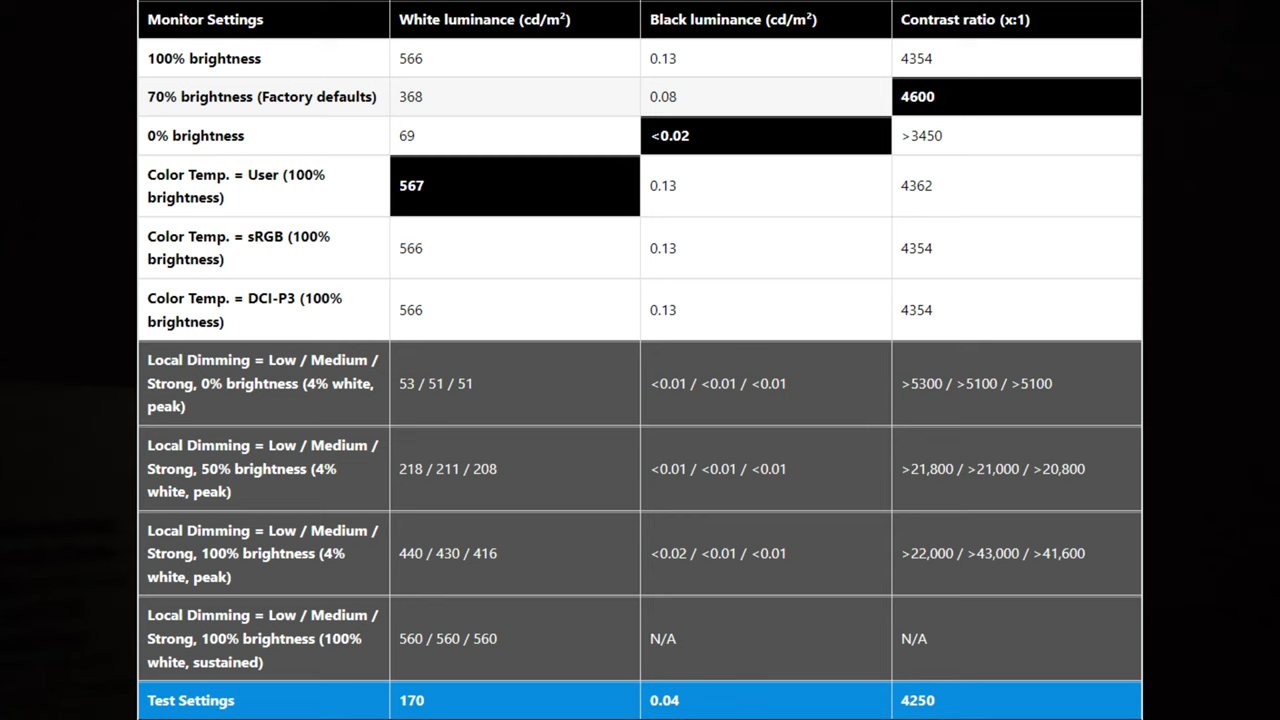 Monitor Settings White luminance (cd/m²) Black luminance (cd/m²) Contrast ratio (x:1)
100% brightness 566 0.13 4354
70% brightness (Factory defaults) 368 0.08 4600
0% brightness 69 <0.02 >3450
Color Temp. = User (100%
brightness) 567 0.13 4362
Color Temp. = sRGB (100%
brightness) 566 0.13 4354
Color Temp. = DCI-P3 (100%
brightness) 566 0.13 4354
Local Dimming = Low / Medium /
Strong, 0% brightness (4% white, 53 / 51 / 51 <0.01 / <0.01 / <0.01 >5300 / >5100 / >5100
peak)
Local Dimming = Low / Medium /
Strong, 50% brightness (4% 218 / 211 / 208 <0.01 / <0.01 / <0.01 >21,800 / >21,000 / >20,800
white, peak)
Local Dimming = Low / Medium /
Strong, 100% brightness (4% 440 / 430 / 416 <0.02 / <0.01 / <0.01 >22,000 / >43,000 / >41,600
white, peak)
Local Dimming = Low / Medium /
Strong, 100% brightness (100% 560 / 560 / 560 N/A N/A
white, sustained)
Test Settings 170 0.04 4250